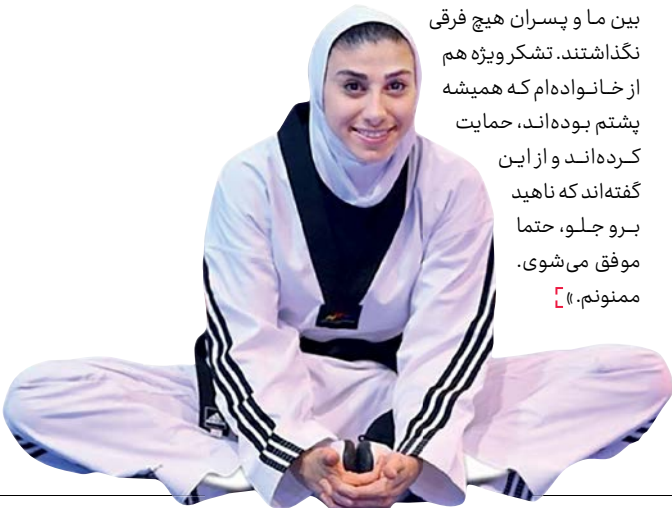 بین ما و پسران هیچ فرقی
نگذاشتند. تشکر ویژه هم
از خانواده‌ام که همیشه
پشتم بوده‌اند، حمایت
کرده‌اند و از این
گفته‌اند که ناهید
برو جلو، حتما
موفق می‌شوی.
ممنونم.»
adidas